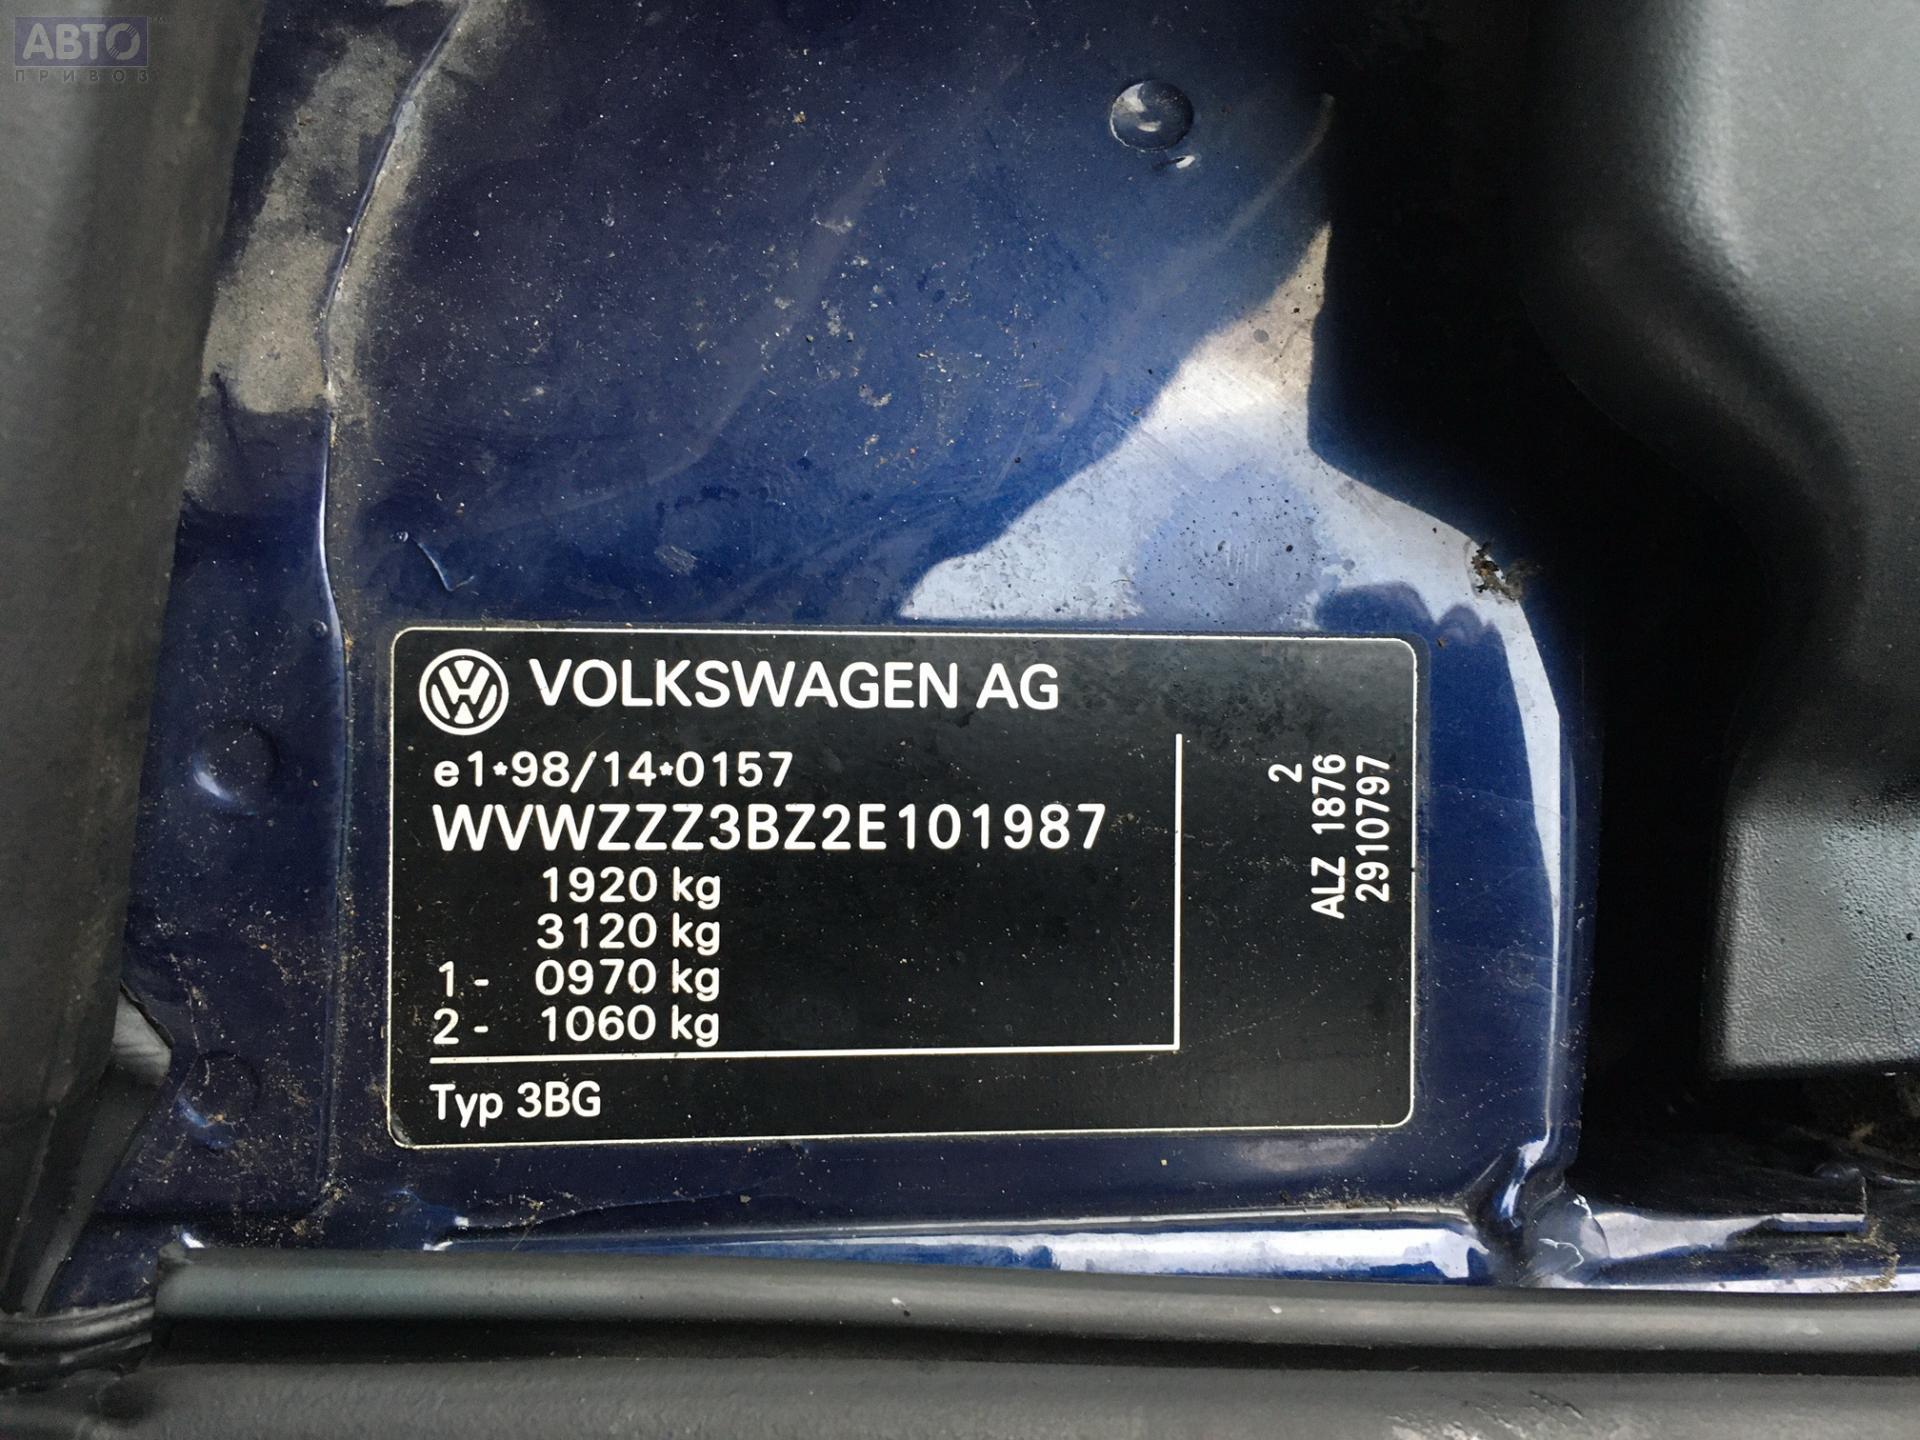 АВТО
ПРИВОЗ
VOLKSWAGEN AG
e1*98/14*0157
WVWZZZ3BZ2E101987
1920 kg
3120 kg
1- 0970 kg
2- 1060 kg
Typ 3BG
2
ALZ 1876
2910797